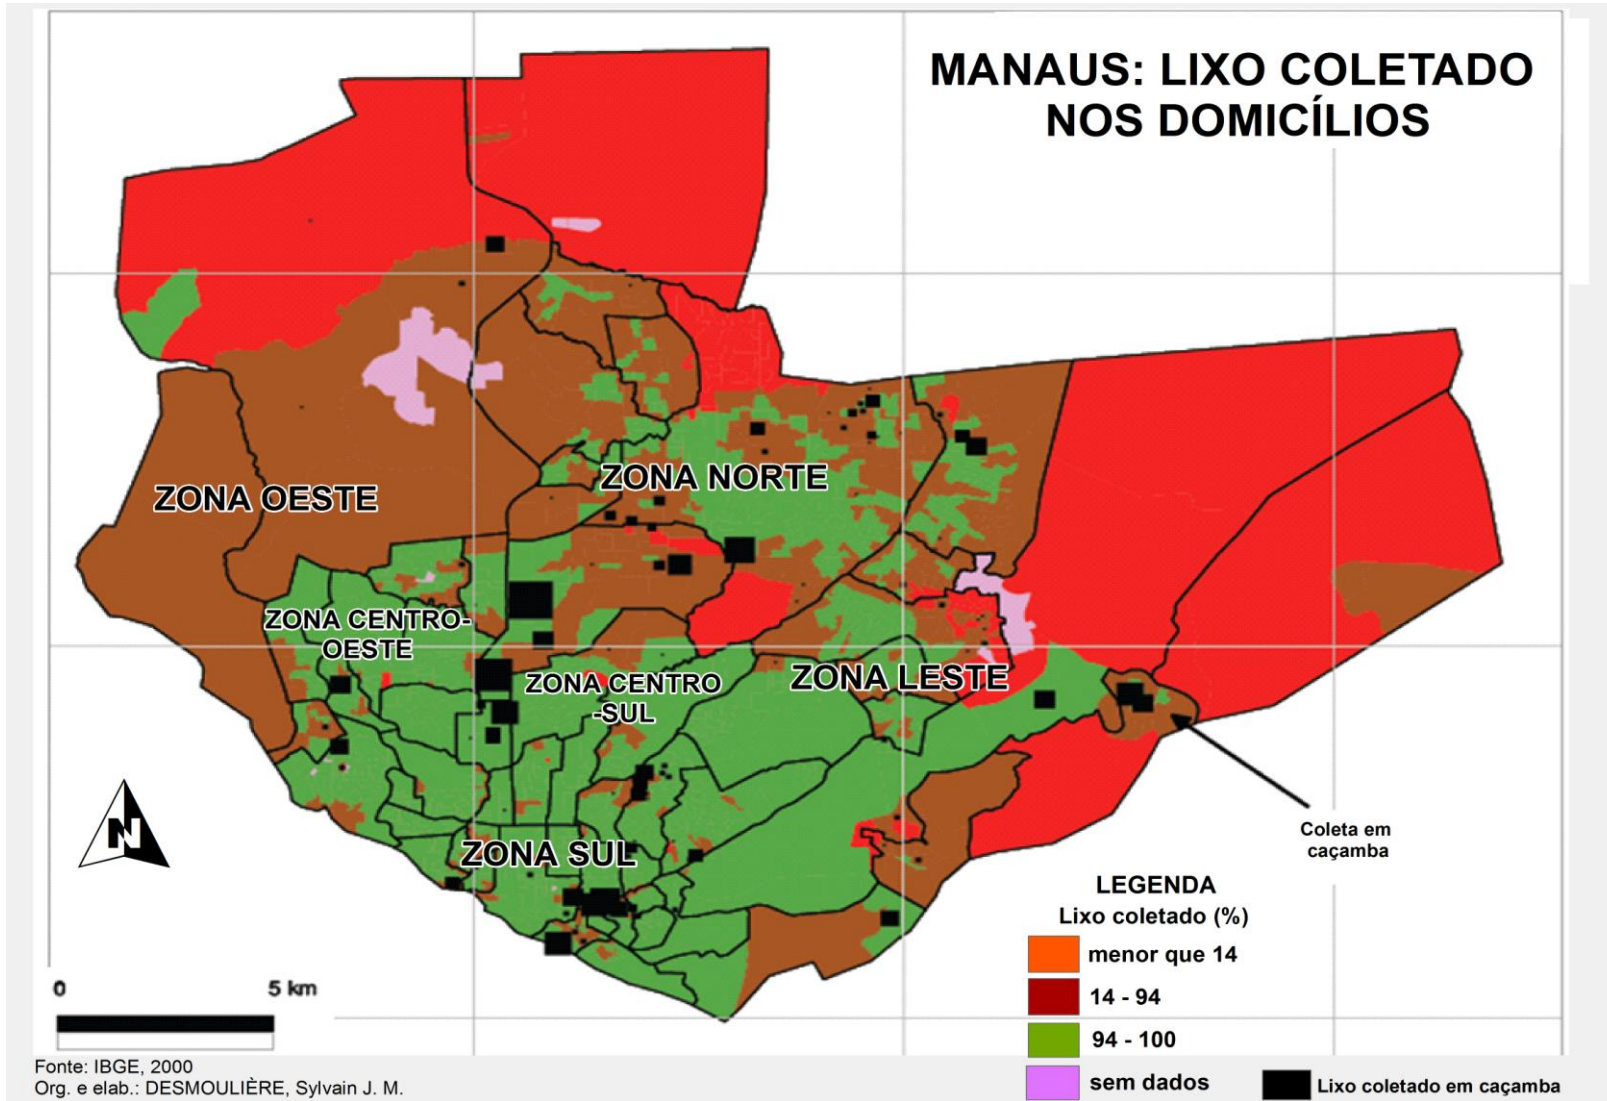 MANAUS: LIXO COLETADO
NOS DOMICÍLIOS
ZONA NORTE
ZONA OESTE
ZONA CENTRO-
OESTE
ZONA CENTRO
-SUL
ZONA LESTE
ZONA SUL
N
Coleta em
caçamba
LEGENDA
Lixo coletado (%)
menor que 14
14 - 94
94 - 100
sem dados
Lixo coletado em caçamba
0 5 km
Fonte: IBGE, 2000
Org. e elab.: DESMOULIÈRE, Sylvain J. M.